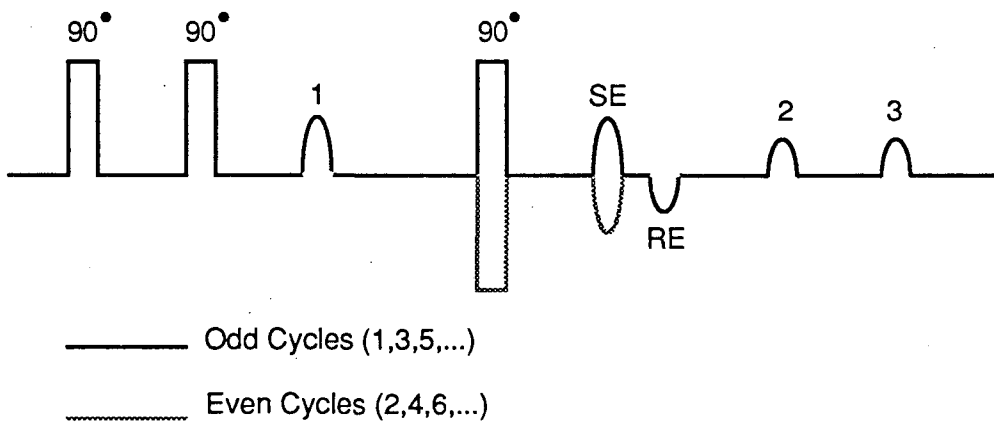 90° 90° 90°
1 SE 2 3
RE
Odd Cycles (1,3,5,...)
Even Cycles (2,4,6,...)